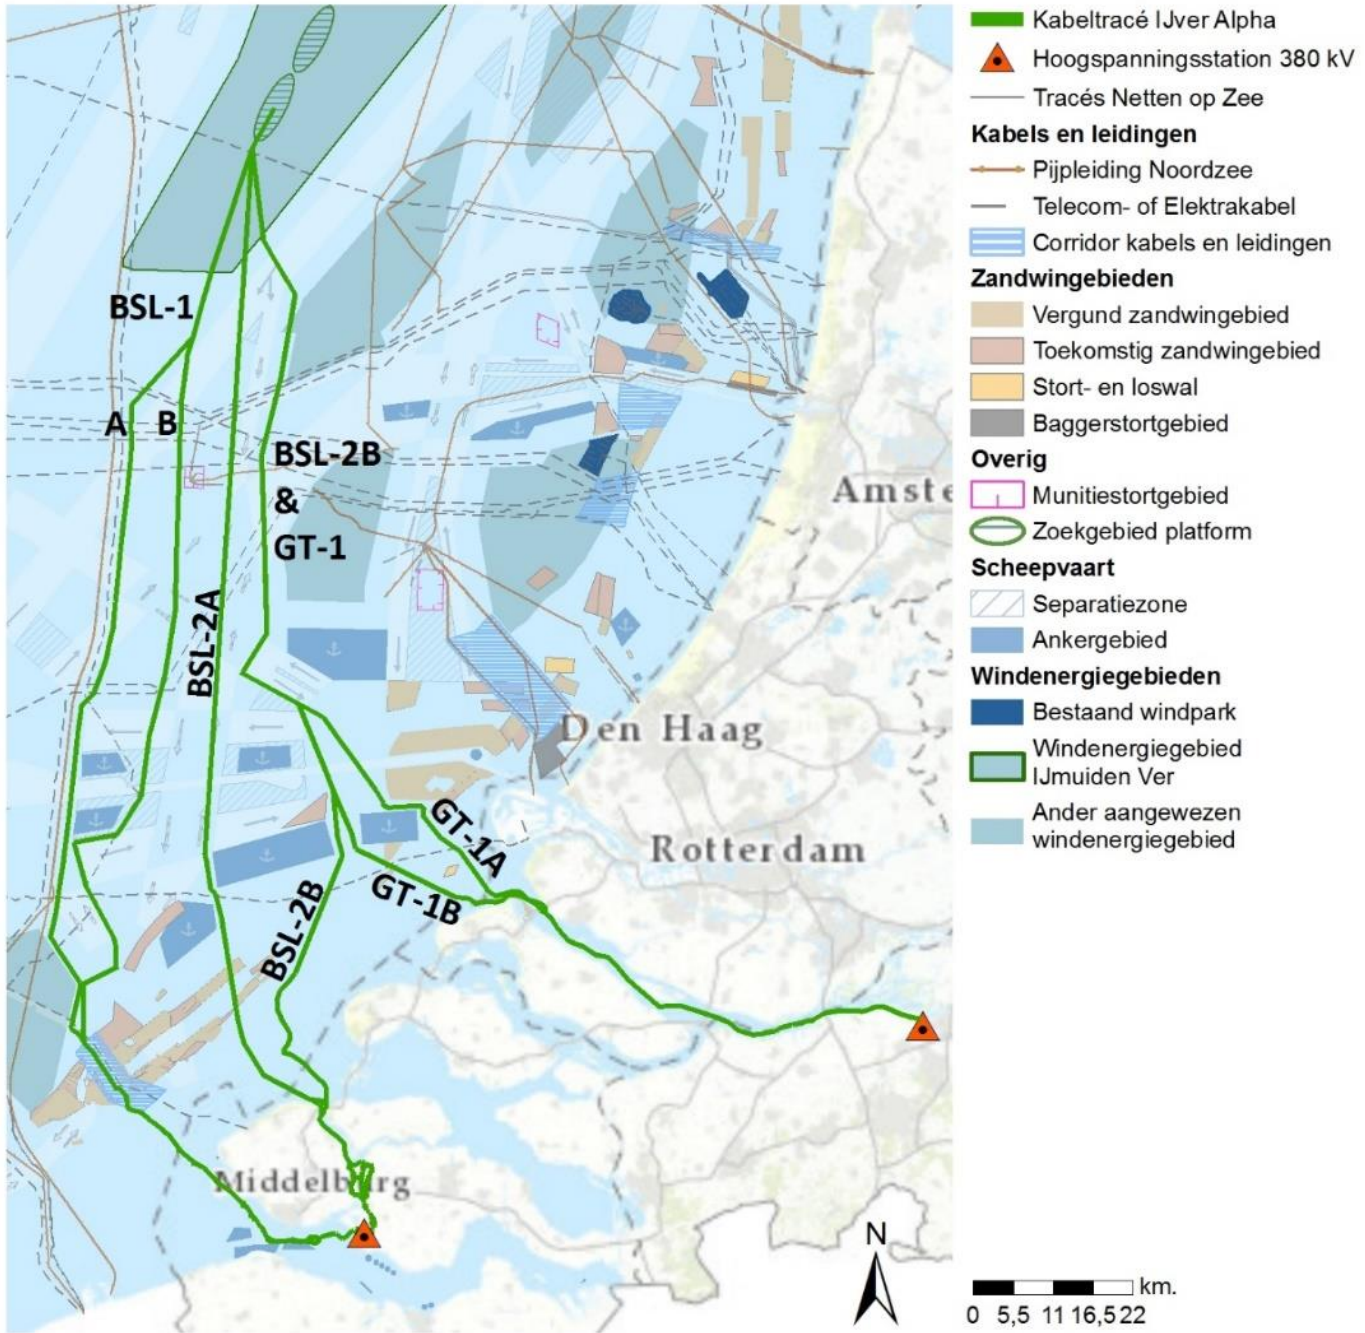 BSL-1
A
B
BSL-2B
&
GT-1
BSL-2A
GT-1A
GT-1B
BSL-2B
Amste
Den Haag
Rotterdam
Middelburg
N
Kabeltracé IJver Alpha
Hoogspanningsstation 380 kV
Tracés Netten op Zee
Kabels en leidingen
Pijpleiding Noordzee
Telecom- of Elektrakabel
Corridor kabels en leidingen
Zandwingebieden
Vergund zandwingebied
Toekomstig zandwingebied
Stort- en loswal
Baggerstortgebied
Overig
Munitiestortgebied
Zoekgebied platform
Scheepvaart
Separatiezone
Ankergebied
Windenergiegebieden
Bestaand windpark
Windenergiegebied
IJmuiden Ver
Ander aangewezen
windenergiegebied
km.
0 5,5 11 16,5 22